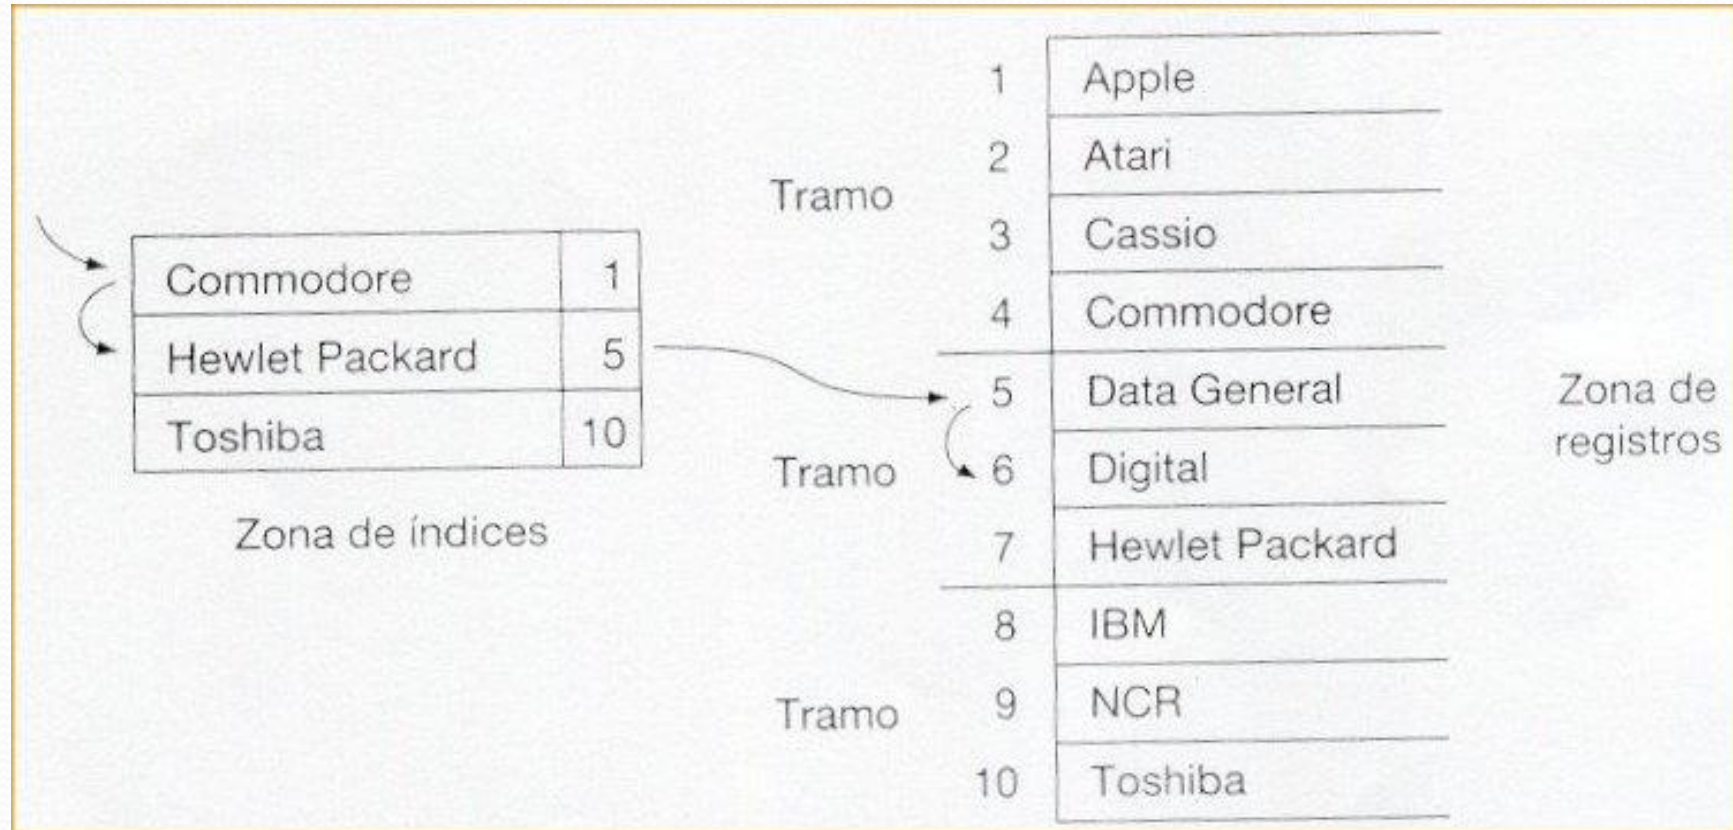 Commodore 1
Hewlet Packard 5
Toshiba 10
Zona de índices
Tramo
Tramo
Tramo
1 Apple
2 Atari
3 Cassio
4 Commodore
5 Data General
6 Digital
7 Hewlet Packard
8 IBM
9 NCR
10 Toshiba
Zona de
registros